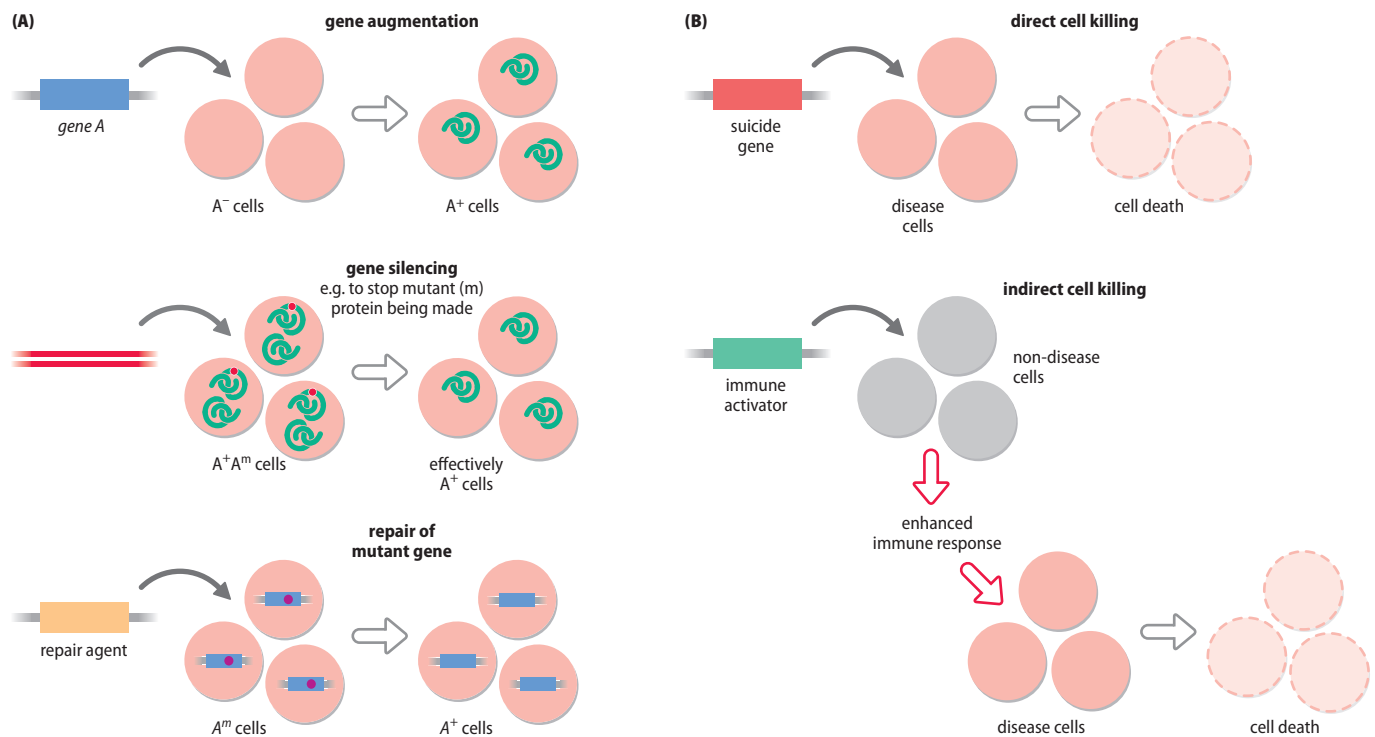 (A)
gene augmentation
gene A
A⁻ cells
A⁺ cells
gene silencing
e.g. to stop mutant (m)
protein being made
A⁺Aᵐ cells
effectively
A⁺ cells
repair of
mutant gene
repair agent
Aᵐ cells
A⁺ cells
(B)
direct cell killing
suicide
gene
disease
cells
cell death
indirect cell killing
immune
activator
non-disease
cells
enhanced
immune response
disease cells
cell death